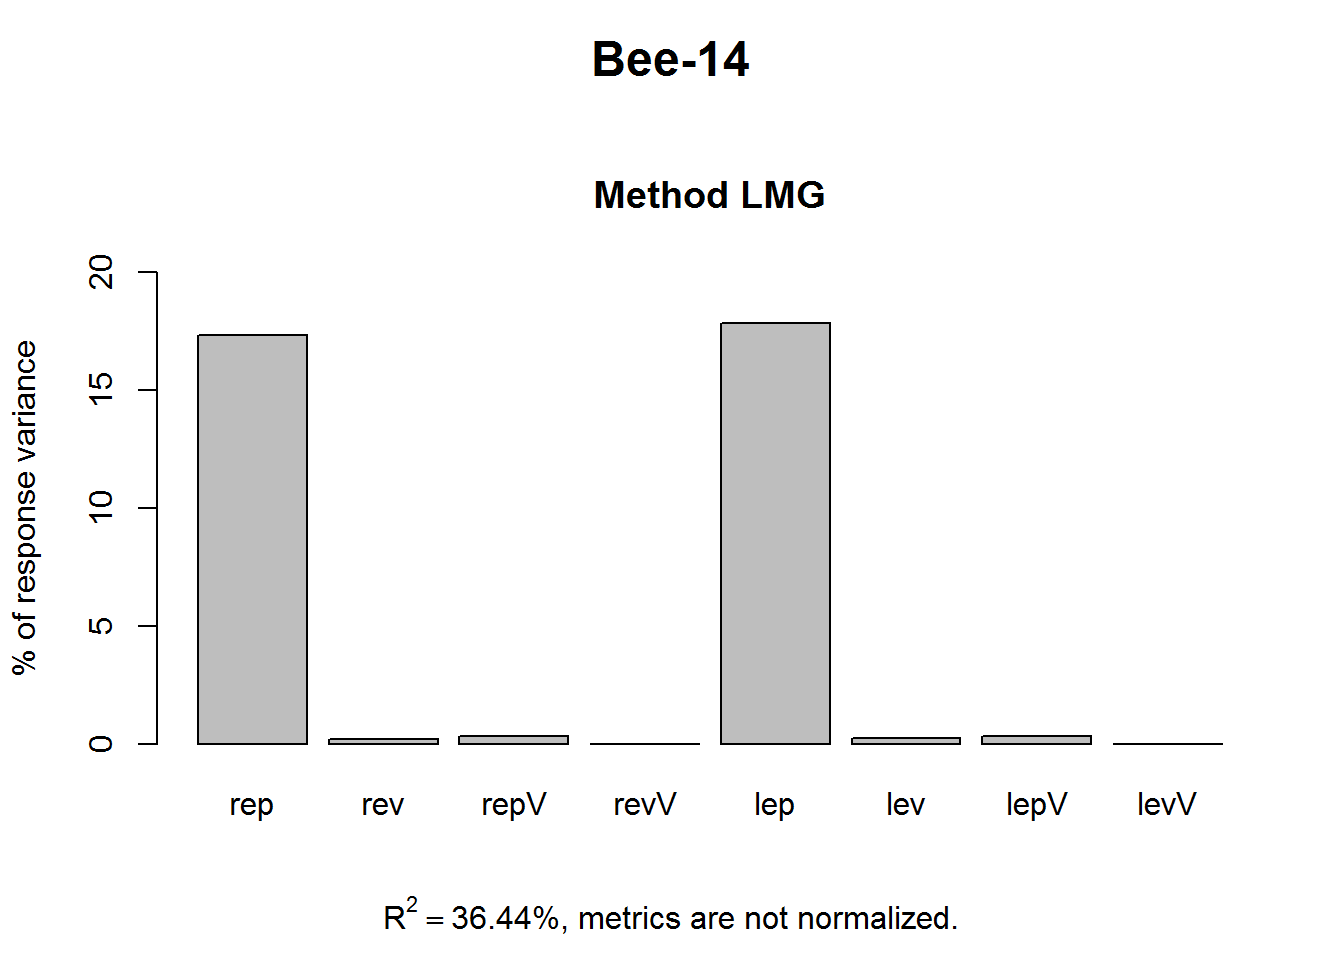 Bee-14
Method LMG
% of response variance
20
15
10
5
0
rep rev repV revV lep lev lepV levV
R² = 36.44%, metrics are not normalized.